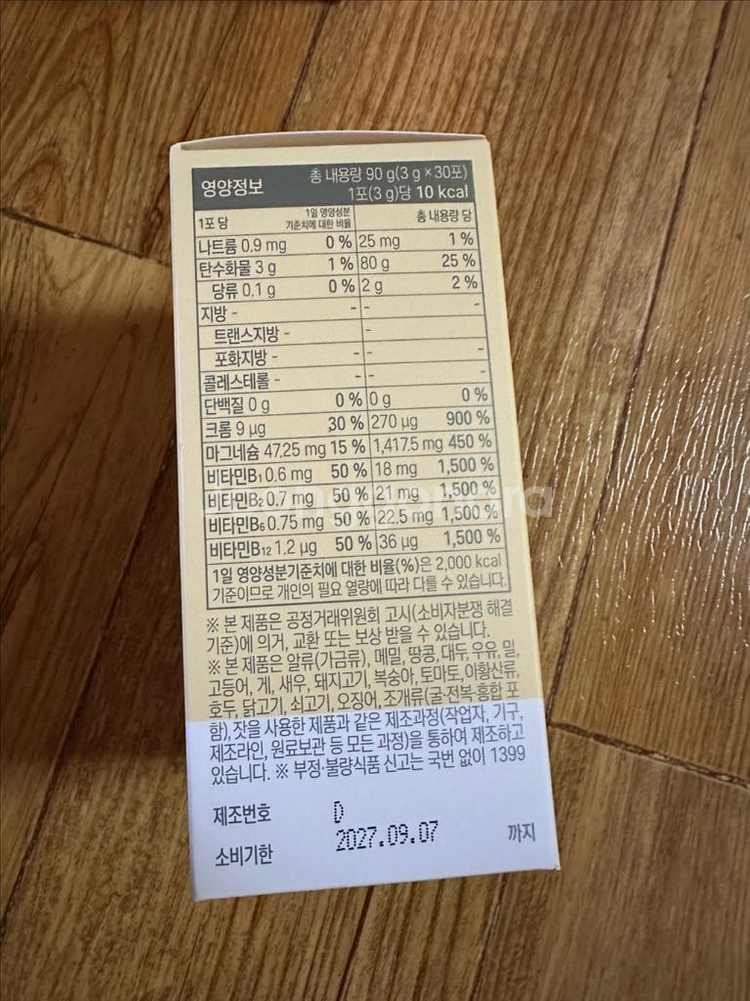 영양정보
총 내용량 90 g(3 g×30포)
1포(3 g)당 10 kcal
1포 당 1일 영양성분 기준치에 대한 비율 총 내용량 당
나트륨 0.9 mg 0 % 25 mg 1 %
탄수화물 3 g 1 % 80 g 25 %
당류 0.1 g 0 % 2 g 2 %
지방 - - - -
트랜스지방 - -
포화지방 - - - -
콜레스테롤 - - - -
단백질 0 g 0 % 0 g 0 %
크롬 9 µg 30 % 270 µg 900 %
마그네슘 47.25 mg 15 % 1,417.5 mg 450 %
비타민B₁ 0.6 mg 50 % 18 mg 1,500 %
비타민B₂ 0.7 mg 50 % 21 mg 1,500 %
비타민B₆ 0.75 mg 50 % 22.5 mg 1,500 %
비타민B₁₂ 1.2 µg 50 % 36 µg 1,500 %
1일 영양성분기준치에 대한 비율(%)은 2,000 kcal
기준이므로 개인의 필요 열량에 따라 다를 수 있습니다.
※ 본 제품은 공정거래위원회 고시(소비자분쟁 해결
기준)에 의거, 교환 또는 보상 받을 수 있습니다.
※ 본 제품은 알류(가금류), 메밀, 땅콩, 대두, 우유, 밀,
고등어, 게, 새우, 돼지고기, 복숭아, 토마토, 아황산류,
호두, 닭고기, 쇠고기, 오징어, 조개류(굴·전복·홍합 포
함), 잣을 사용한 제품과 같은 제조과정(작업자, 기구,
제조라인, 원료보관 등 모든 과정)을 통하여 제조하고
있습니다. ※ 부정·불량식품 신고는 국번 없이 1399
제조번호 D
소비기한 2027.09.07 까지